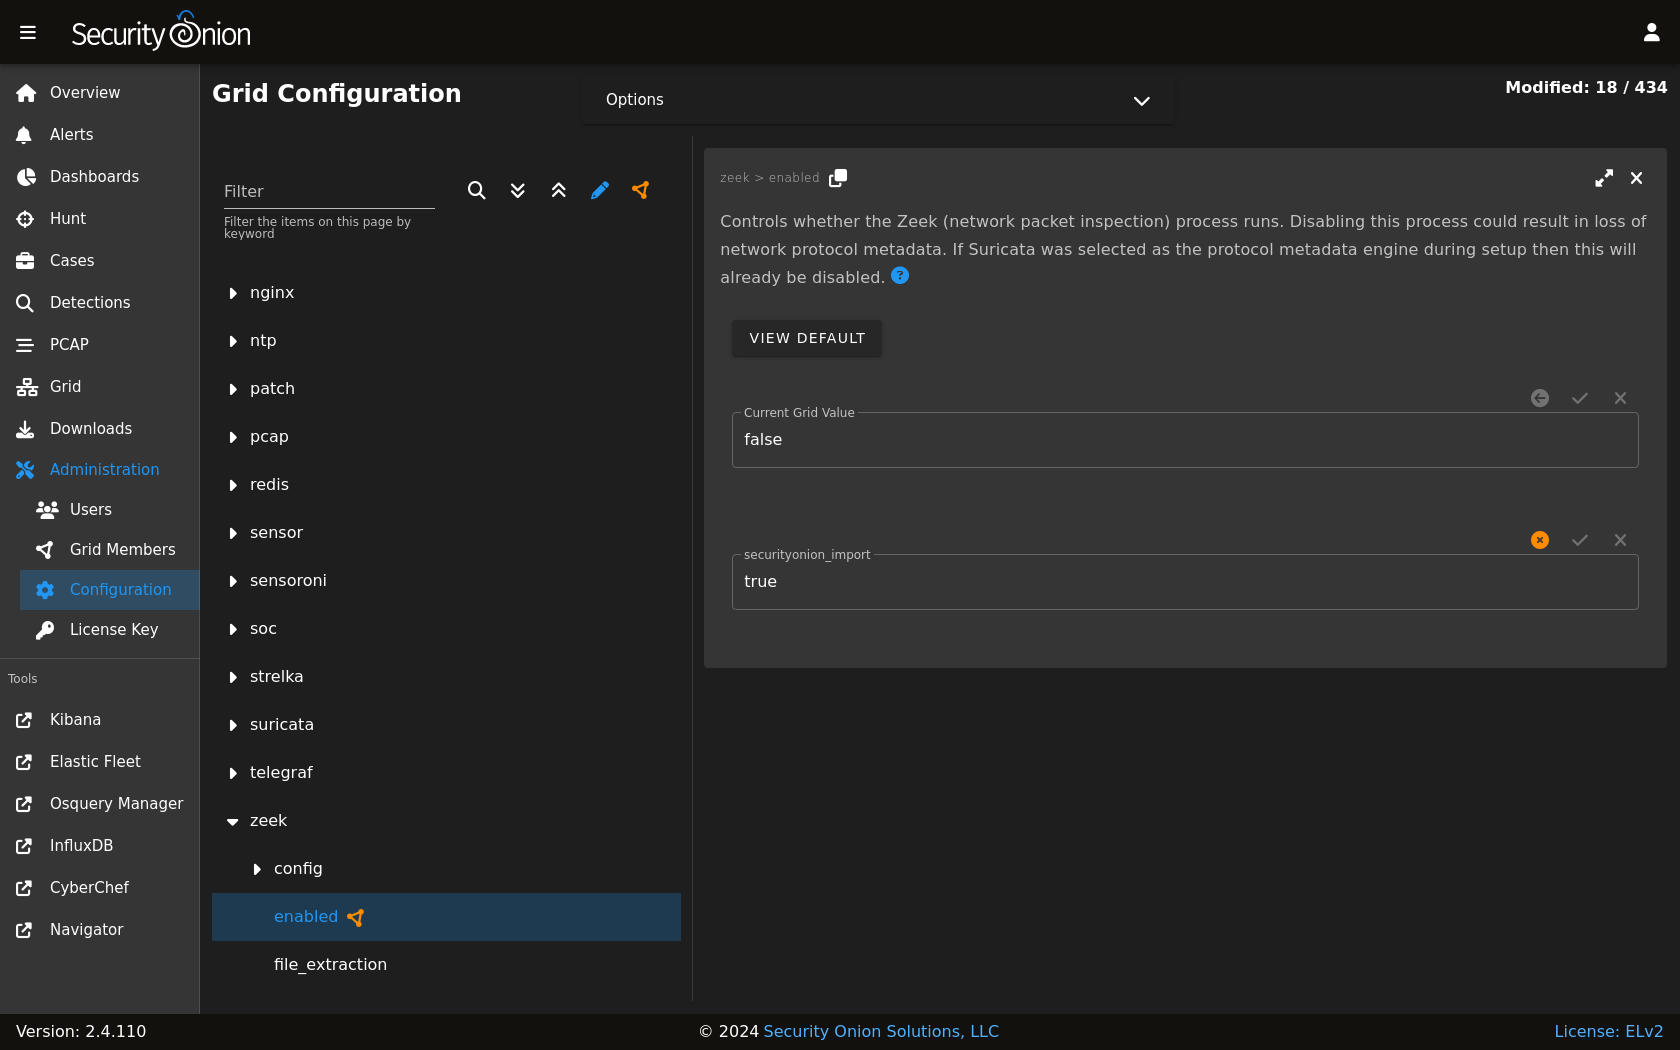 Security Onion
Overview
Alerts
Dashboards
Hunt
Cases
Detections
PCAP
Grid
Downloads
Administration
Users
Grid Members
Configuration
License Key
Tools
Kibana
Elastic Fleet
Osquery Manager
InfluxDB
CyberChef
Navigator
Grid Configuration
Options
Modified: 18 / 434
Filter
Filter the items on this page by
keyword
nginx
ntp
patch
pcap
redis
sensor
sensoroni
soc
strelka
suricata
telegraf
zeek
config
enabled
file_extraction
zeek > enabled
Controls whether the Zeek (network packet inspection) process runs. Disabling this process could result in loss of
network protocol metadata. If Suricata was selected as the protocol metadata engine during setup then this will
already be disabled. ?
VIEW DEFAULT
Current Grid Value
false
securityonion_import
true
Version: 2.4.110
© 2024 Security Onion Solutions, LLC
License: ELv2